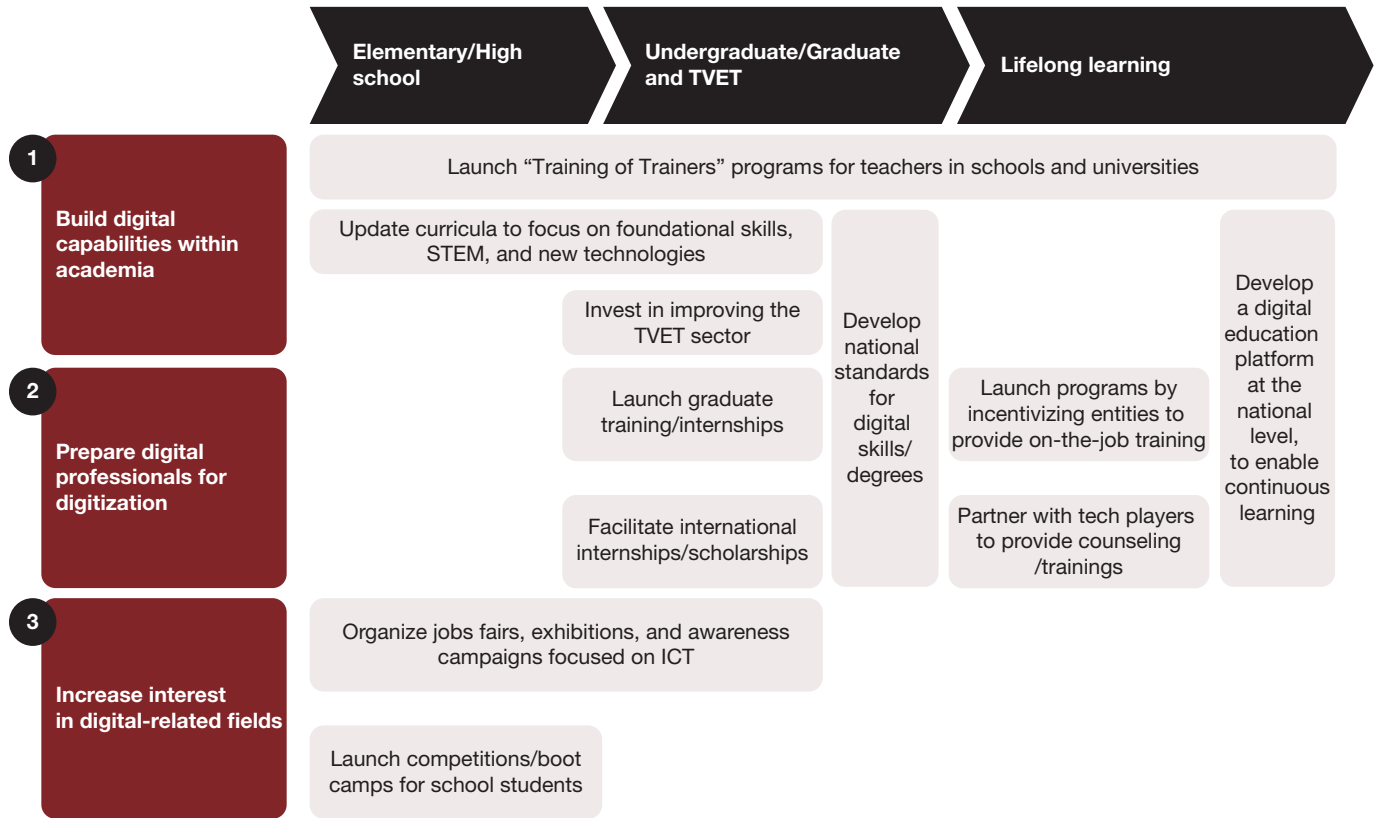 Elementary/High
school
Undergraduate/Graduate
and TVET
Lifelong learning
1
Build digital
capabilities within
academia
Launch “Training of Trainers” programs for teachers in schools and universities
Update curricula to focus on foundational skills,
STEM, and new technologies
Invest in improving the
TVET sector
Develop
national
standards
for
digital
skills/
degrees
Develop
a digital
education
platform
at the
national
level,
to enable
continuous
learning
2
Prepare digital
professionals for
digitization
Launch graduate
training/internships
Launch programs by
incentivizing entities to
provide on-the-job training
Facilitate international
internships/scholarships
Partner with tech players
to provide counseling
/trainings
3
Increase interest
in digital-related fields
Organize jobs fairs, exhibitions, and awareness
campaigns focused on ICT
Launch competitions/boot
camps for school students